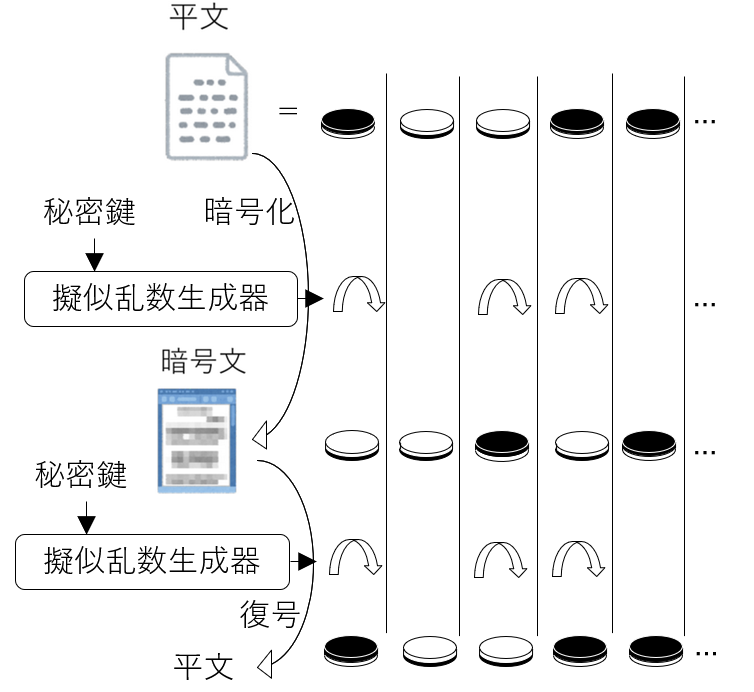 平文
=
…
秘密鍵
暗号化
擬似乱数生成器
…
暗号文
…
秘密鍵
擬似乱数生成器
復号
平文
…